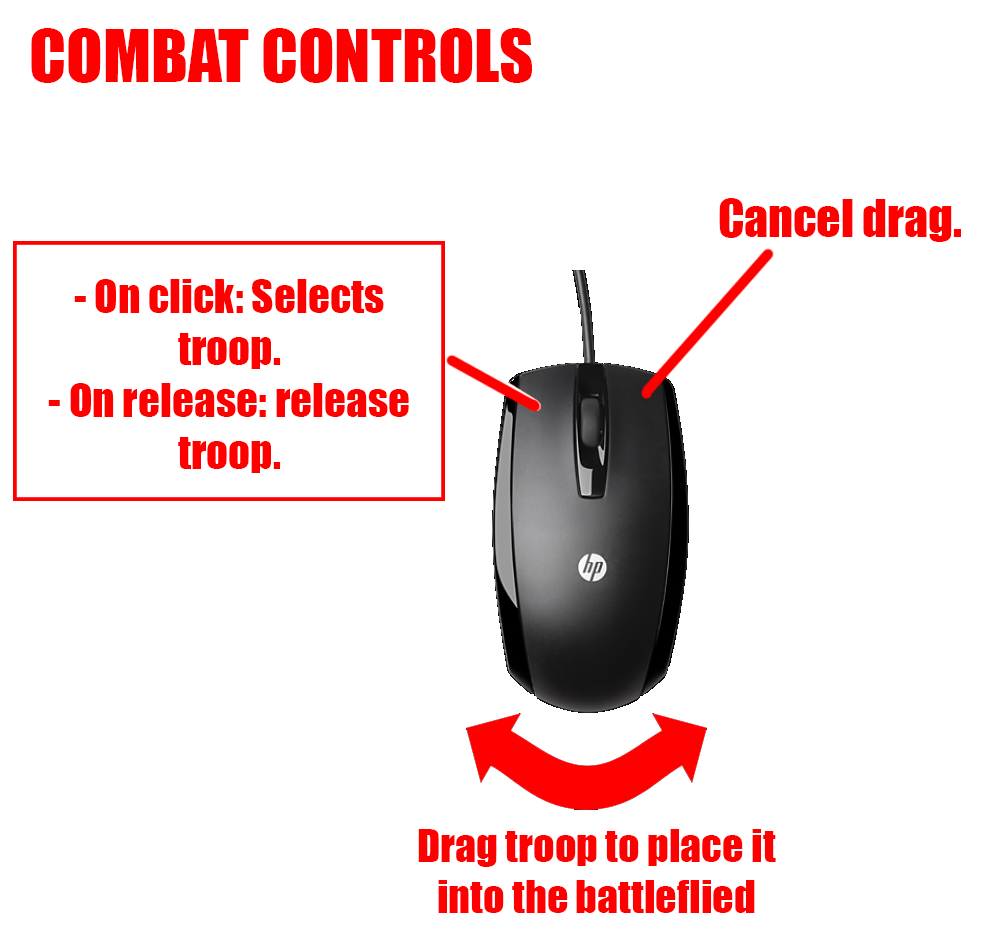 COMBAT CONTROLS
Cancel drag.
- On click: Selects
troop.
- On release: release
troop.
hp
Drag troop to place it
into the battleflied